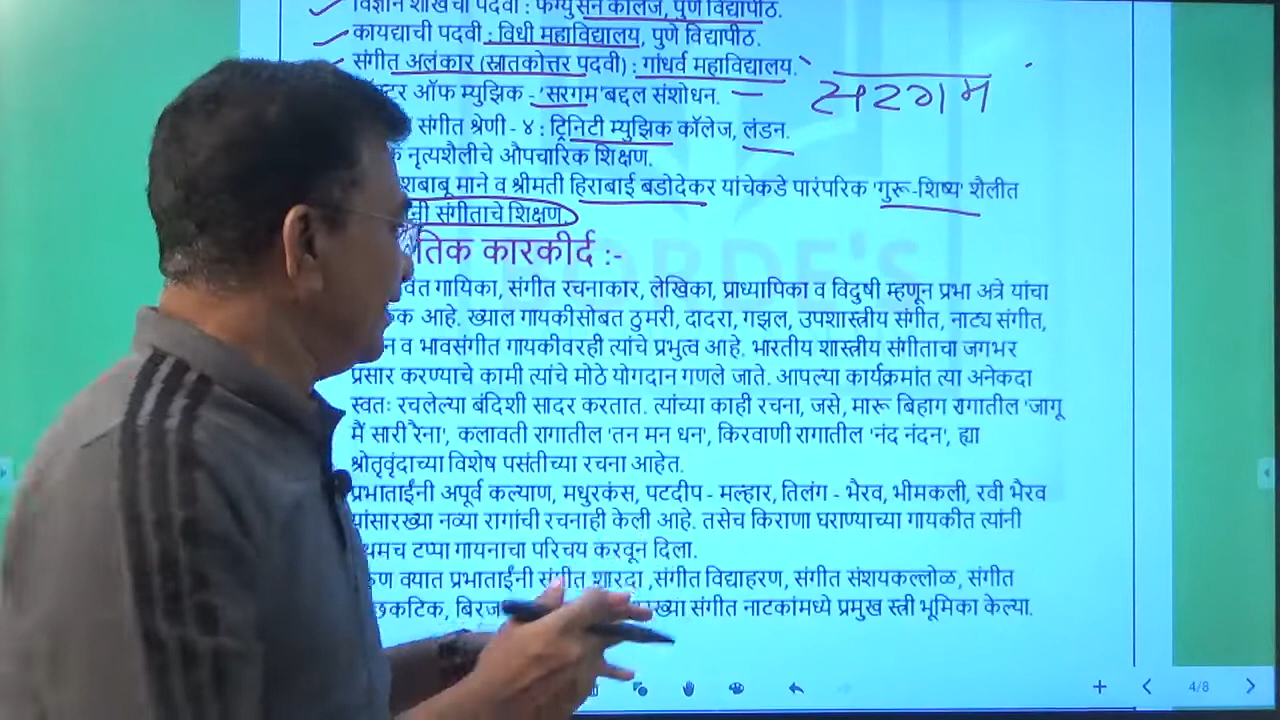 विज्ञान शाखेची पदवी : फर्ग्युसन कॉलेज, पुणे विद्यापीठ.
कायद्याची पदवी : विधी महाविद्यालय, पुणे विद्यापीठ.
संगीत अलंकार (स्नातकोत्तर पदवी) : गांधर्व महाविद्यालय.
ऑफ म्युझिक - 'सरगम'बद्दल संशोधन.
सरगम
संगीत श्रेणी - ४ : ट्रिनिटी म्युझिक कॉलेज, लंडन.
नृत्यशैलीचे औपचारिक शिक्षण.
माने व श्रीमती हिराबाई बडोदेकर यांचेकडे पारंपरिक 'गुरू-शिष्य' शैलीत
संगीताचे शिक्षण.
कारकीर्द :-
गायिका, संगीत रचनाकार, लेखिका, प्राध्यापिका व विदुषी म्हणून प्रभा अत्रे यांचा
आहे. ख्याल गायकीसोबत ठुमरी, दादरा, गझल, उपशास्त्रीय संगीत, नाट्य संगीत,
व भावसंगीत गायकीवरही त्यांचे प्रभुत्व आहे. भारतीय शास्त्रीय संगीताचा जगभर
प्रसार करण्याचे कामी त्यांचे मोठे योगदान गणले जाते. आपल्या कार्यक्रमांत त्या अनेकदा
स्वतः रचलेल्या बंदिशी सादर करतात. त्यांच्या काही रचना, जसे, मारू बिहाग रागातील 'जागू
मैं सारी रैना', कलावती रागातील 'तन मन धन', किरवाणी रागातील 'नंद नंदन', ह्या
श्रोतृवृंदाच्या विशेष पसंतीच्या रचना आहेत.
प्रभाताईंनी अपूर्व कल्याण, मधुरकंस, पटदीप - मल्हार, तिलंग - भैरव, भीमकली, रवी भैरव
यांसारख्या नव्या रागांची रचनाही केली आहे. तसेच किराणा घराण्याच्या गायकीत त्यांनी
टप्पा गायनाचा परिचय करवून दिला.
वयात प्रभाताईंनी संगीत शारदा ,संगीत विद्याहरण, संगीत संशयकल्लोळ, संगीत
संगीत नाटकांमध्ये प्रमुख स्त्री भूमिका केल्या.
4/8